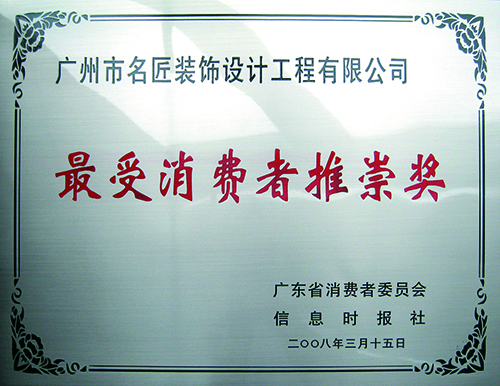 广州市名匠装饰设计工程有限公司
最受消费者推崇奖
广东省消费者委员会
信息时报社
二〇〇八年三月十五日